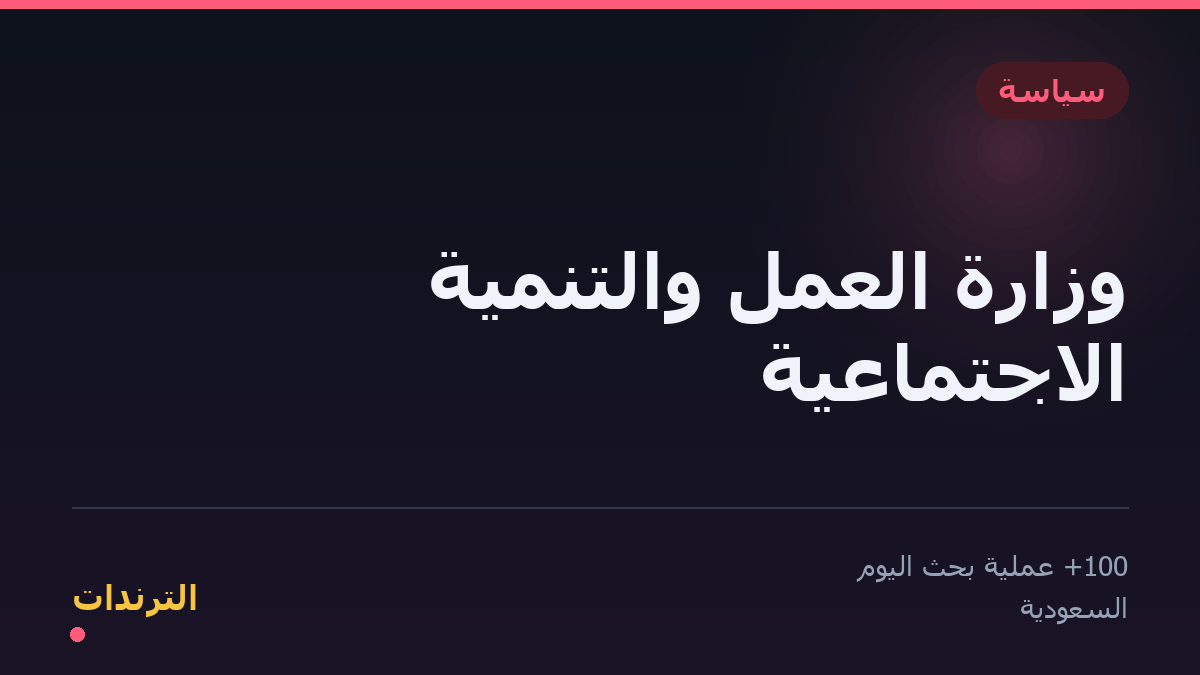 سياسة
وزارة العمل والتنمية
الاجتماعية
100+ عملية بحث اليوم
السعودية
الترندات